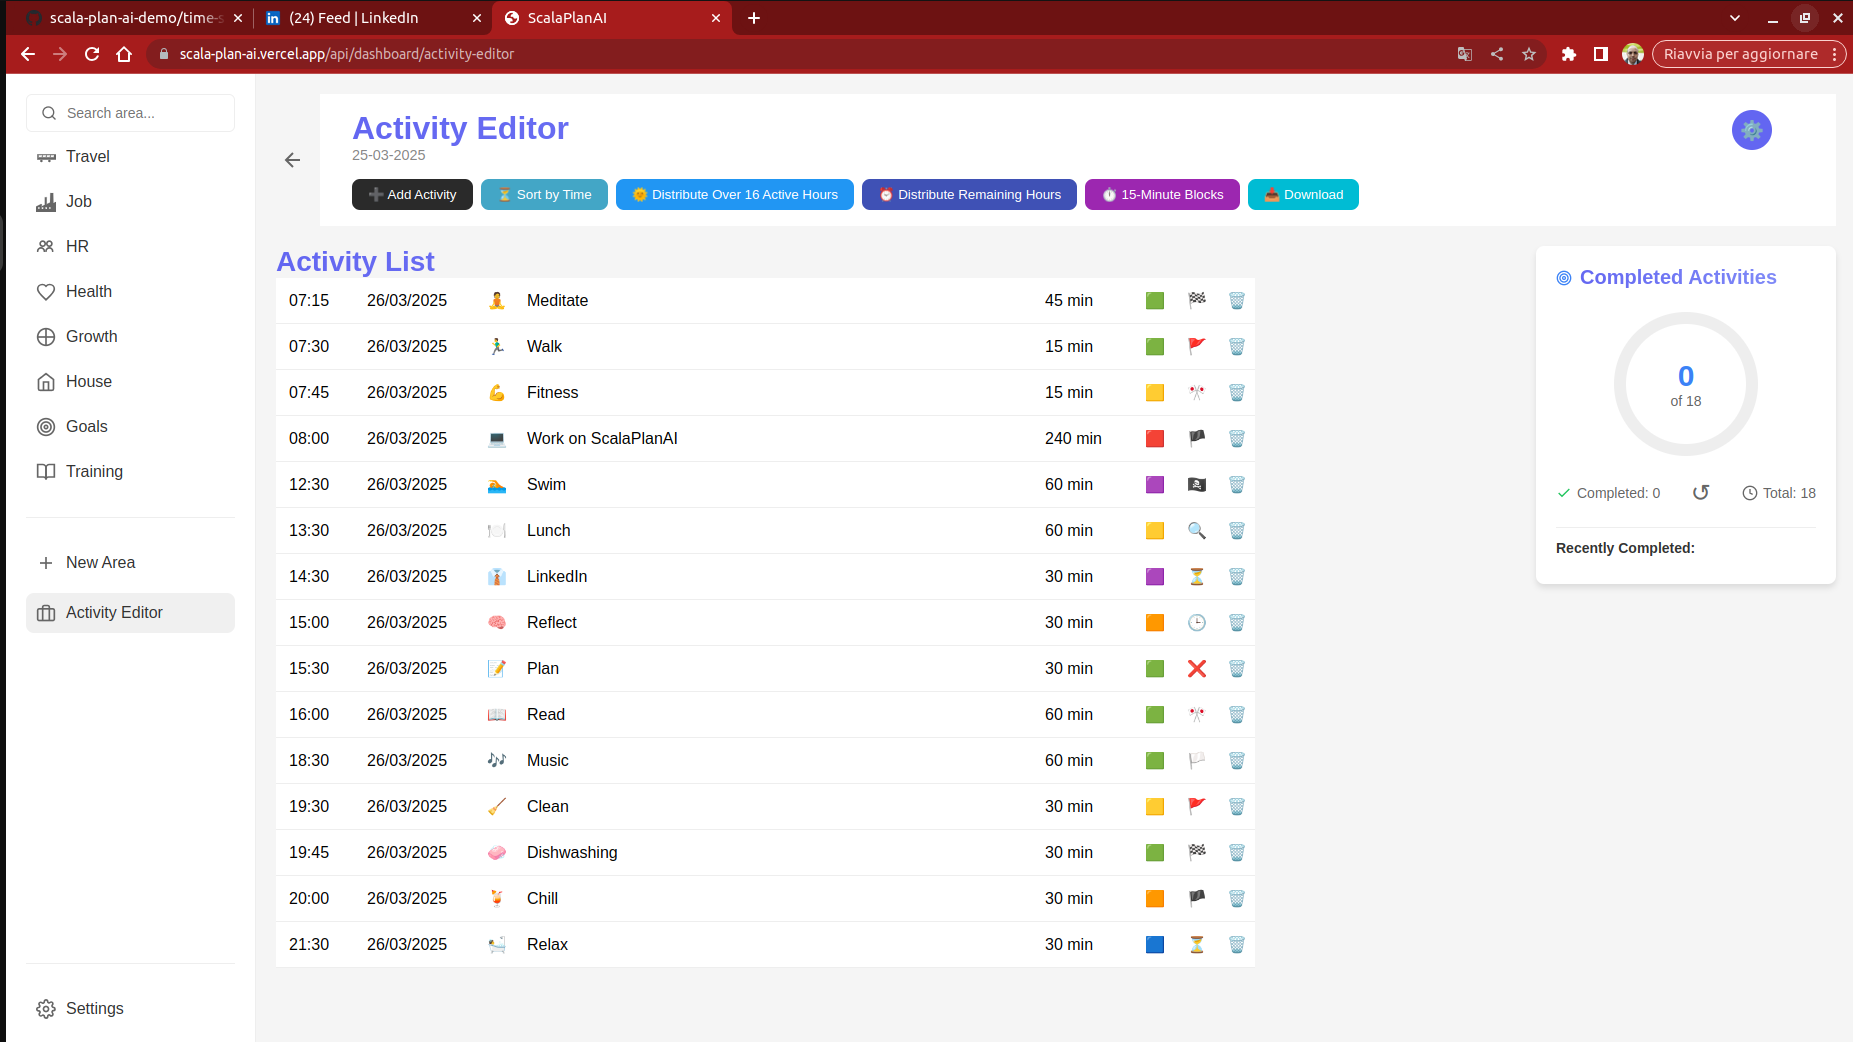 scala-plan-ai-demo/time-s
(24) Feed | LinkedIn
ScalaPlanAI
scala-plan-ai.vercel.app/api/dashboard/activity-editor
Riavvia per aggiornare
Search area...
Travel
Job
HR
Health
Growth
House
Goals
Training
New Area
Activity Editor
Settings
Activity Editor
25-03-2025
Add Activity
Sort by Time
Distribute Over 16 Active Hours
Distribute Remaining Hours
15-Minute Blocks
Download
Activity List
07:15 26/03/2025 Meditate 45 min
07:30 26/03/2025 Walk 15 min
07:45 26/03/2025 Fitness 15 min
08:00 26/03/2025 Work on ScalaPlanAI 240 min
12:30 26/03/2025 Swim 60 min
13:30 26/03/2025 Lunch 60 min
14:30 26/03/2025 LinkedIn 30 min
15:00 26/03/2025 Reflect 30 min
15:30 26/03/2025 Plan 30 min
16:00 26/03/2025 Read 60 min
18:30 26/03/2025 Music 60 min
19:30 26/03/2025 Clean 30 min
19:45 26/03/2025 Dishwashing 30 min
20:00 26/03/2025 Chill 30 min
21:30 26/03/2025 Relax 30 min
Completed Activities
0
of 18
Completed: 0
Total: 18
Recently Completed: